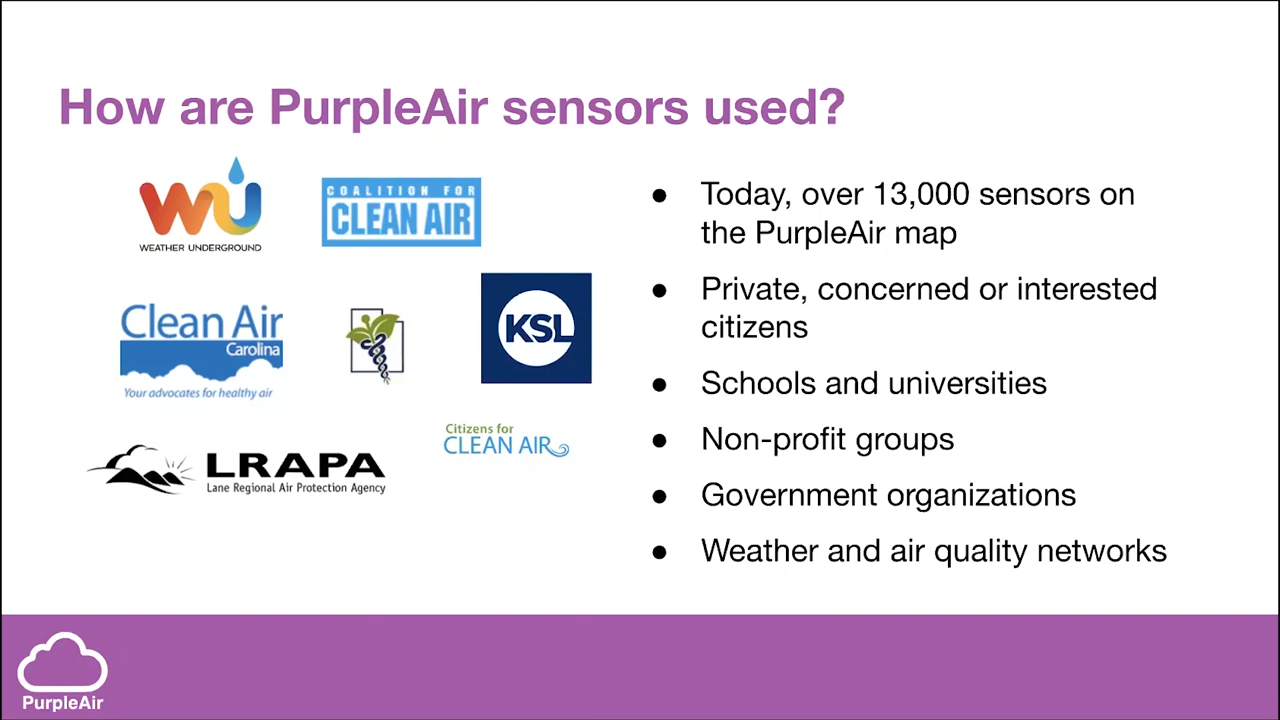 How are PurpleAir sensors used?
WU
WEATHER UNDERGROUND
COALITION FOR
CLEAN AIR
Clean Air
Carolina
Your advocates for healthy air
KSL
Citizens for
CLEAN AIR
LRAPA
Lane Regional Air Protection Agency
● Today, over 13,000 sensors on
the PurpleAir map
● Private, concerned or interested
citizens
● Schools and universities
● Non-profit groups
● Government organizations
● Weather and air quality networks
PurpleAir